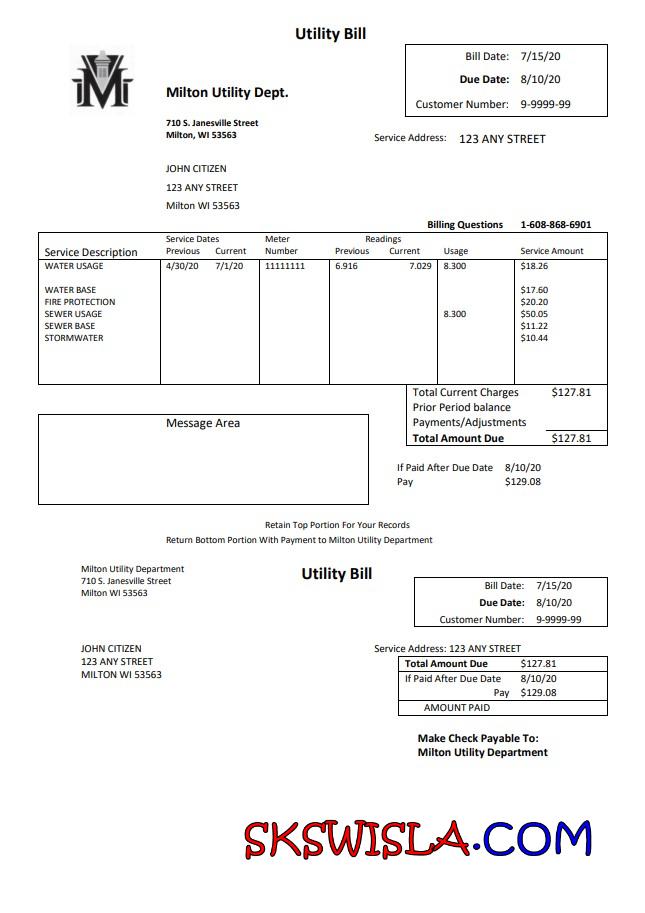 Utility Bill
Bill Date: 7/15/20
Due Date: 8/10/20
Customer Number: 9-9999-99
Milton Utility Dept.
710 S. Janesville Street
Milton, WI 53563
Service Address: 123 ANY STREET
JOHN CITIZEN
123 ANY STREET
Milton WI 53563
Billing Questions 1-608-868-6901
Service Dates Meter Readings
Service Description Previous Current Number Previous Current Usage Service Amount
WATER USAGE 4/30/20 7/1/20 11111111 6.916 7.029 8.300 $18.26
WATER BASE $17.60
FIRE PROTECTION $20.20
SEWER USAGE 8.300 $50.05
SEWER BASE $11.22
STORMWATER $10.44
Total Current Charges $127.81
Prior Period balance
Payments/Adjustments
Total Amount Due $127.81
Message Area
If Paid After Due Date 8/10/20
Pay $129.08
Retain Top Portion For Your Records
Return Bottom Portion With Payment to Milton Utility Department
Milton Utility Department
710 S. Janesville Street
Milton WI 53563
Utility Bill
Bill Date: 7/15/20
Due Date: 8/10/20
Customer Number: 9-9999-99
JOHN CITIZEN
123 ANY STREET
MILTON WI 53563
Service Address: 123 ANY STREET
Total Amount Due $127.81
If Paid After Due Date 8/10/20
Pay $129.08
AMOUNT PAID
Make Check Payable To:
Milton Utility Department
SKSWISLA.COM